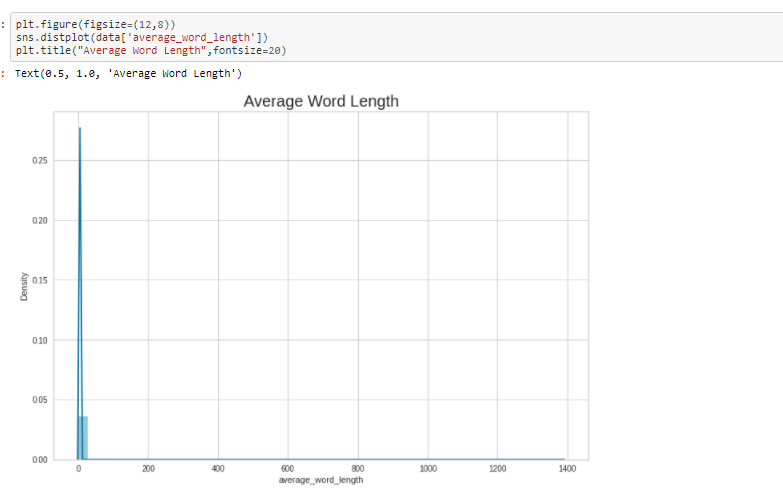 : plt.figure(figsize=(12,8))
sns.distplot(data['average_word_length'])
plt.title("Average Word Length",fontsize=20)
: Text(0.5, 1.0, 'Average Word Length')
Average Word Length
0.25
0.20
0.15
0.10
0.05
0.00
Density
0 200 400 600 800 1000 1200 1400
average_word_length